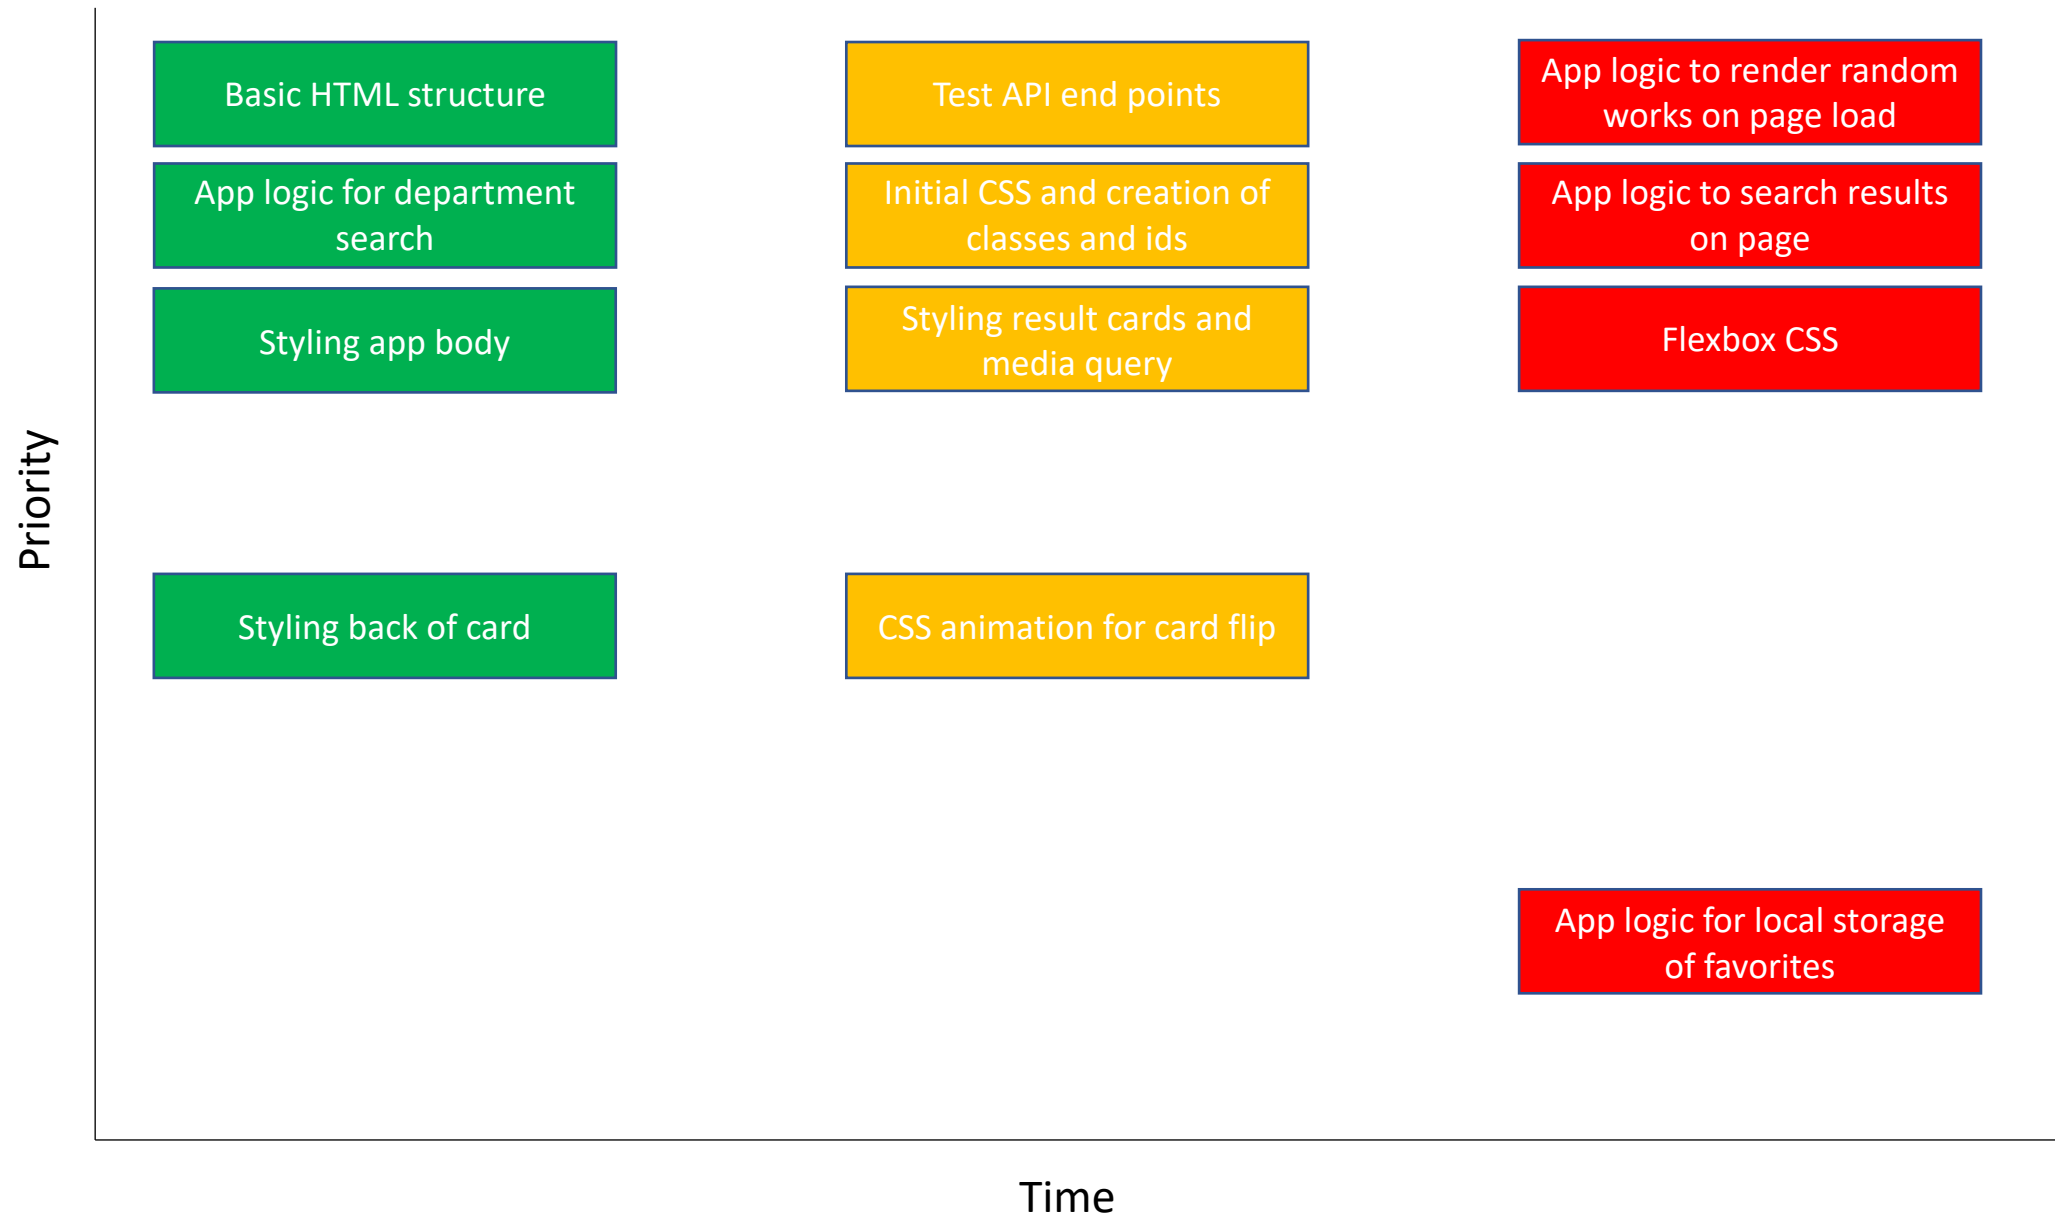 Basic HTML structure
Test API end points
App logic to render random
works on page load
App logic for department
search
Initial CSS and creation of
classes and ids
App logic to search results
on page
Styling app body
Styling result cards and
media query
Flexbox CSS
Priority
Styling back of card
CSS animation for card flip
App logic for local storage
of favorites
Time